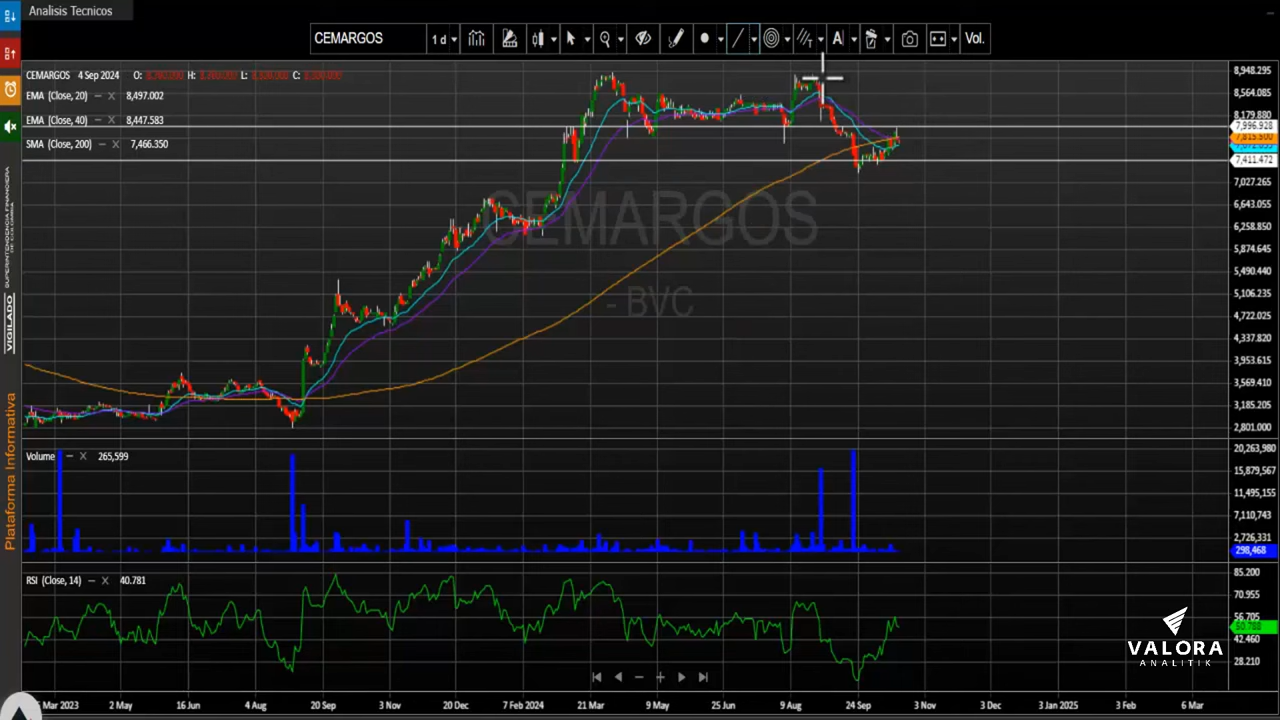 Analisis Tecnicos
CEMARGOS 1 d A Vol.
CEMARGOS 4 Sep 2024 O: H: L: C:
EMA (Close, 20) — X 8,497.002
EMA (Close, 40) — X 8,447.583
SMA (Close, 200) — X 7,466.350
8,948.295
8,564.085
8,179.880
7,411.472
7,027.265
6,643.055
6,258.850
5,874.645
5,490.440
5,106.235
4,722.025
4,337.820
3,953.615
3,569.410
3,185.205
2,801.000
CEMARGOS
- BVC
Volume — X 265,599
20,263,980
15,879,567
11,495,155
7,110,743
2,726,331
298,468
RSI (Close, 14) — X 40.781
85.200
70.955
56.705
42.460
28.210
Mar 2023 2 May 16 Jun 4 Aug 20 Sep 3 Nov 20 Dec 7 Feb 2024 21 Mar 9 May 25 Jun 9 Aug 24 Sep 3 Nov 3 Dec 3 Jan 2025 3 Feb 6 Mar
VIGILADO
SUPERINTENDENCIA FINANCIERA
DE COLOMBIA
Plataforma Informativa
VALORA
ANALITIK